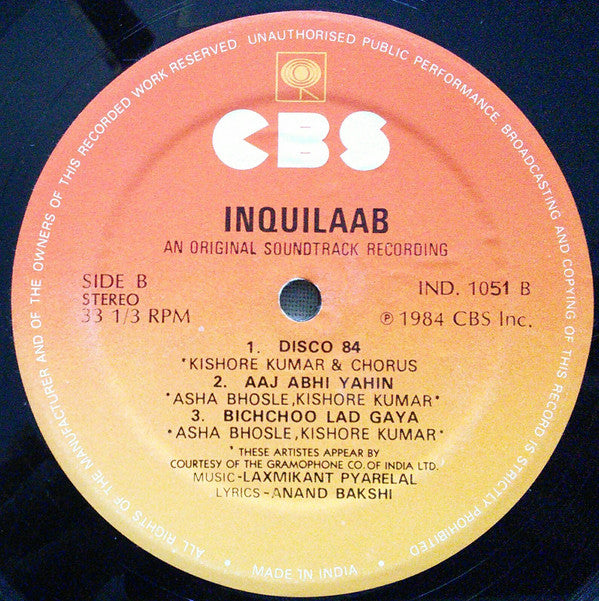 ALL RIGHTS OF THE MANUFACTURER AND OF THE OWNERS OF THIS RECORDED WORK RESERVED UNAUTHORISED PUBLIC PERFORMANCE BROADCASTING AND COPYING OF THIS RECORD IS STRICTLY PROHIBITED
CBS
INQUILAAB
AN ORIGINAL SOUNDTRACK RECORDING
SIDE B
STEREO
33 1/3 RPM
IND. 1051 B
℗ 1984 CBS Inc.
1. DISCO 84
*KISHORE KUMAR & CHORUS
2. AAJ ABHI YAHIN
*ASHA BHOSLE, KISHORE KUMAR*
3. BICHCHOO LAD GAYA
*ASHA BHOSLE, KISHORE KUMAR*
* THESE ARTISTES APPEAR BY
COURTESY OF THE GRAMOPHONE CO. OF INDIA LTD.
MUSIC-LAXMIKANT PYARELAL
LYRICS-ANAND BAKSHI
MADE IN INDIA